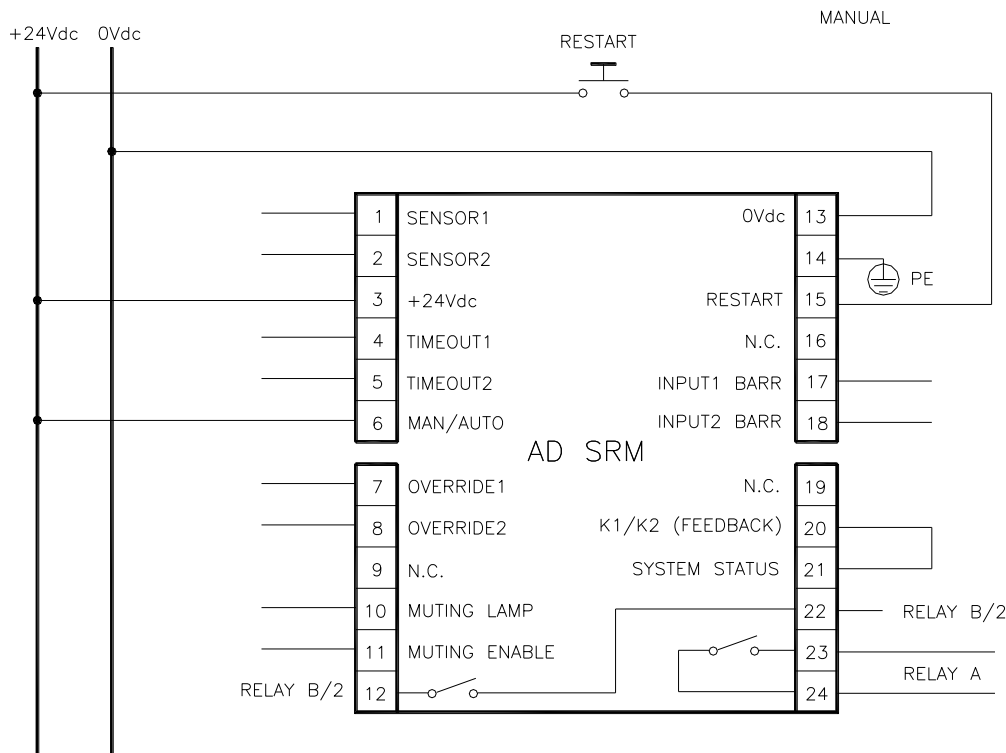 MANUAL
+24Vdc 0Vdc
RESTART
1 SENSOR1 0Vdc 13
2 SENSOR2 14
PE
3 +24Vdc RESTART 15
4 TIMEOUT1 N.C. 16
5 TIMEOUT2 INPUT1 BARR 17
6 MAN/AUTO INPUT2 BARR 18
AD SRM
7 OVERRIDE1 N.C. 19
8 OVERRIDE2 K1/K2 (FEEDBACK) 20
9 N.C. SYSTEM STATUS 21
10 MUTING LAMP 22 RELAY B/2
11 MUTING ENABLE 23
RELAY A
RELAY B/2 12 24